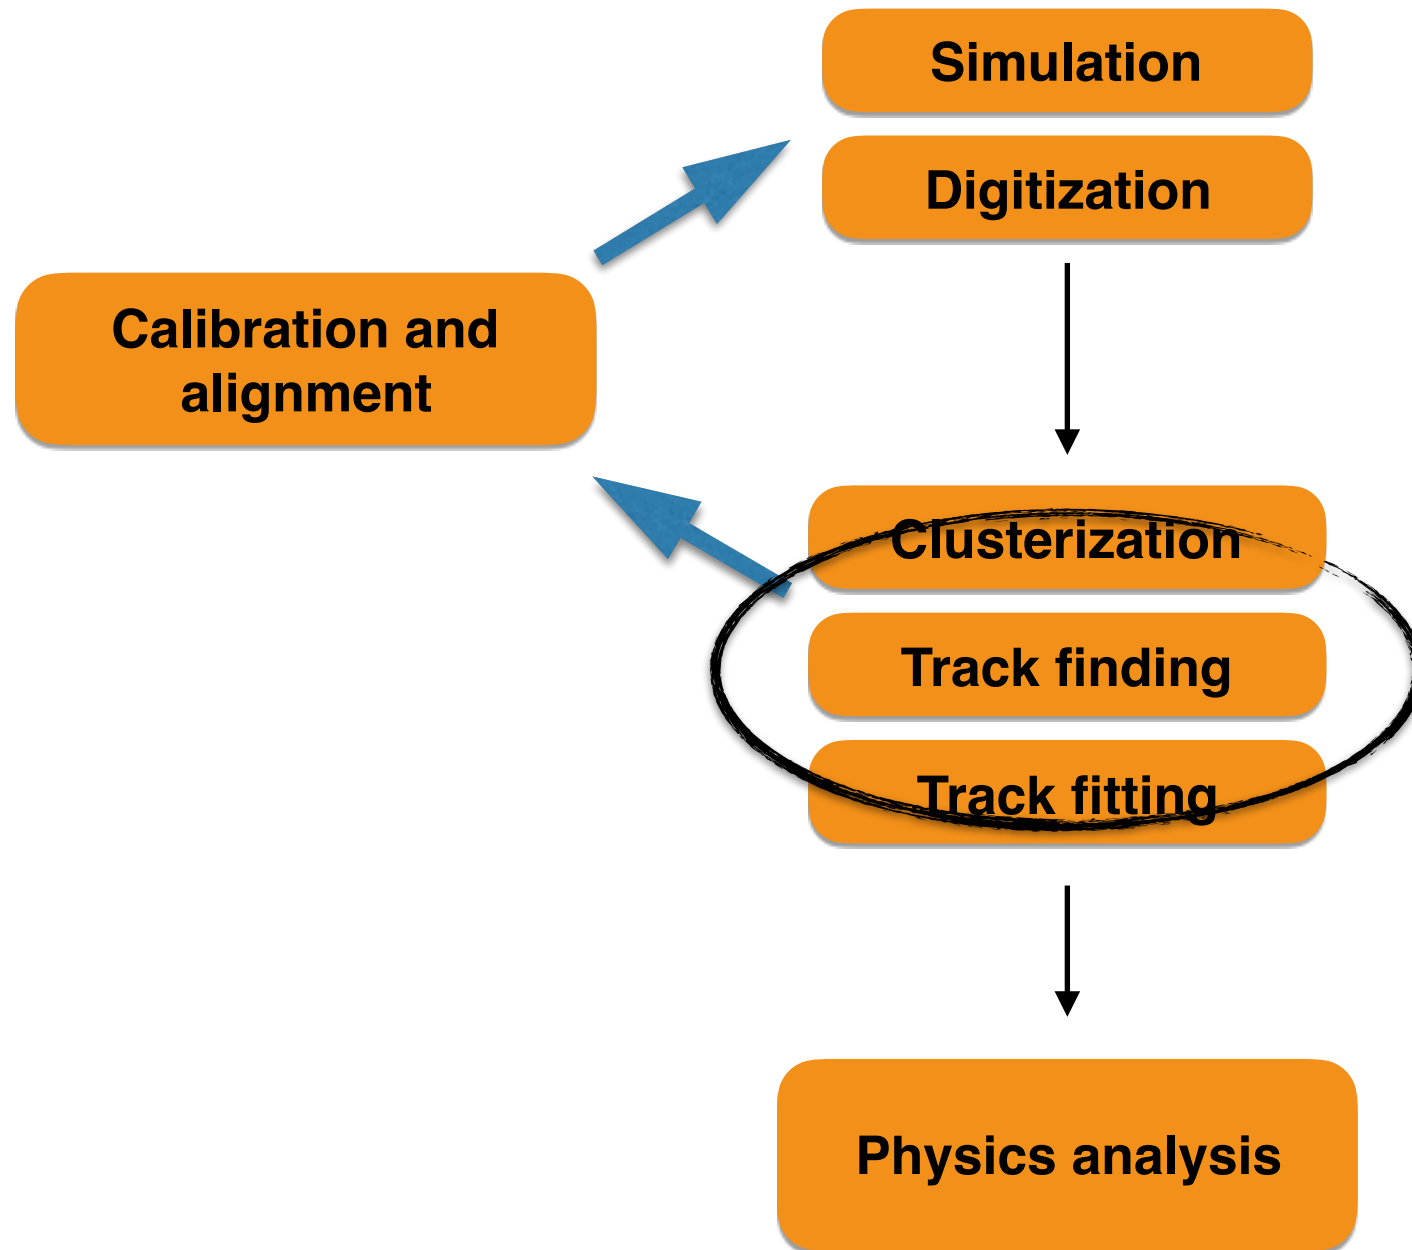 Simulation
Digitization
Calibration and
alignment
Clusterization
Track finding
Track fitting
Physics analysis